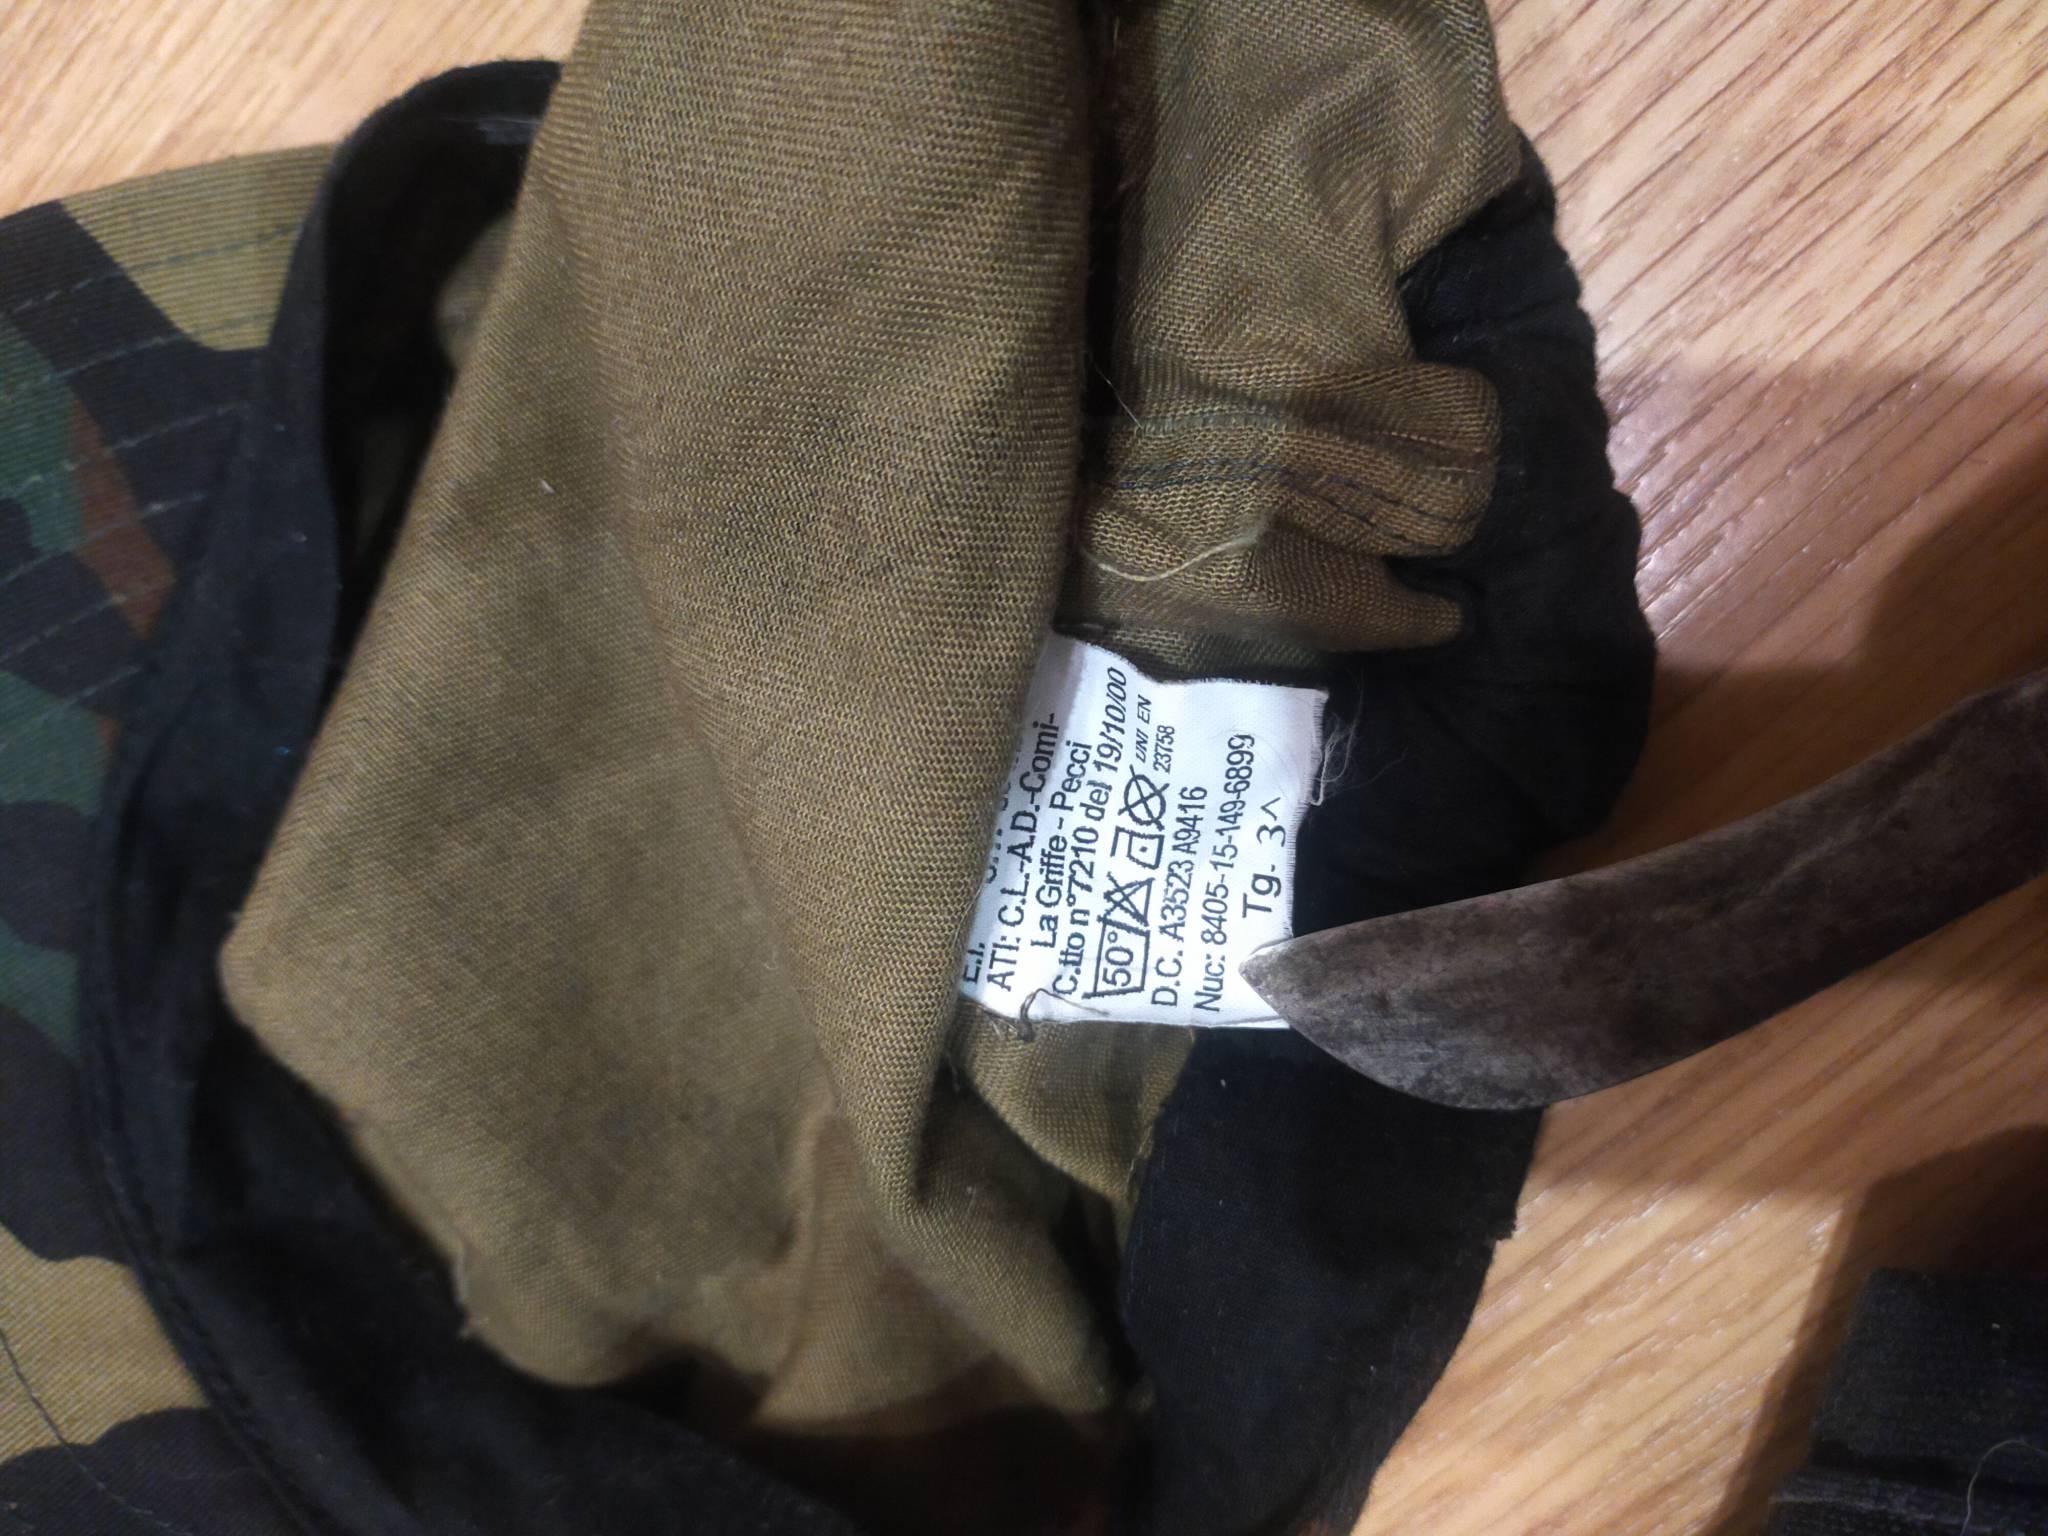 E.I.
ATI: C.L.-A.D.-Comi-
La Griffe - Pecci
C.tto n°7210 del 19/10/00
50° UNI EN
23758
D.C. A3523 A9416
Nuc: 8405-15-149-6899
Tg. 3^